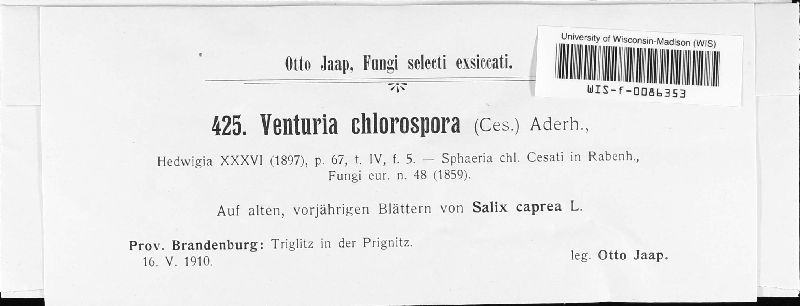 University of Wisconsin-Madison (WIS)
WIS-f-0086353
Otto Jaap, Fungi selecti exsiccati.
425. Venturia chlorospora (Ces.) Aderh.,
Hedwigia XXXVI (1897), p. 67, t. IV, f. 5. — Sphaeria chl. Cesati in Rabenh.,
Fungi eur. n. 48 (1859).
Auf alten, vorjährigen Blättern von Salix caprea L.
Prov. Brandenburg: Triglitz in der Prignitz.
16. V. 1910.
leg. Otto Jaap.